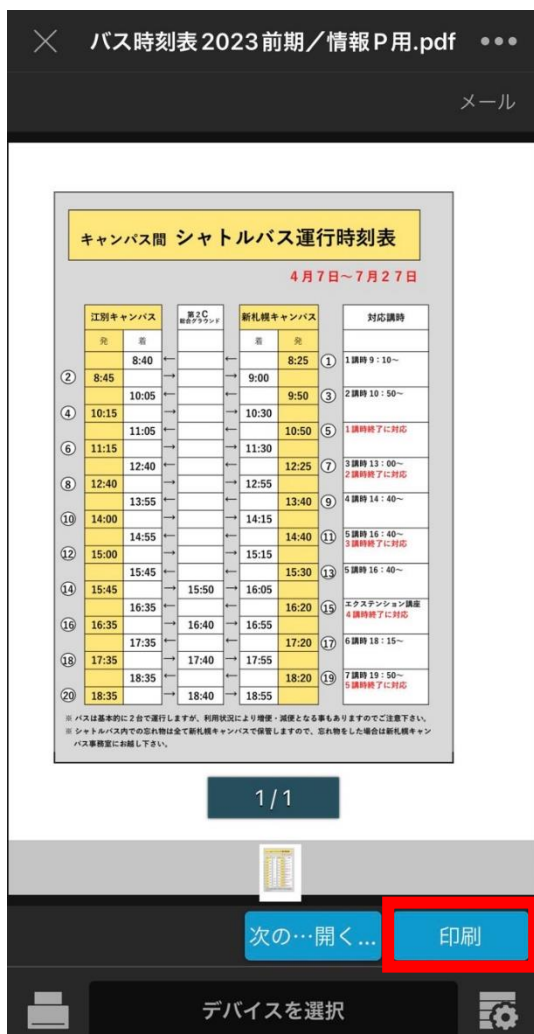 バス時刻表2023前期／情報P用.pdf
メール
キャンパス間 シャトルバス運行時刻表
4月7日～7月27日
江別キャンパス 第2C 総合グラウンド 新札幌キャンパス 対応講時
発 着 着 発
8:40 ← ← 8:25 ① 1講時 9：10～
② 8:45 → → 9:00
10:05 ← ← 9:50 ③ 2講時 10：50～
④ 10:15 → → 10:30
11:05 ← ← 10:50 ⑤ 1講時終了に対応
⑥ 11:15 → → 11:30
12:40 ← ← 12:25 ⑦ 3講時 13：00～
2講時終了に対応
⑧ 12:40 → → 12:55
13:55 ← ← 13:40 ⑨ 4講時 14：40～
⑩ 14:00 → → 14:15
14:55 ← ← 14:40 ⑪ 5講時 16：40～
3講時終了に対応
⑫ 15:00 → → 15:15
15:45 ← ← 15:30 ⑬ 5講時 16：40～
⑭ 15:45 → 15:50 → 16:05
16:35 ← ← 16:20 ⑮ エクステンション講座
4講時終了に対応
⑯ 16:35 → 16:40 → 16:55
17:35 ← ← 17:20 ⑰ 6講時 18：15～
⑱ 17:35 → 17:40 → 17:55
18:35 ← ← 18:20 ⑲ 7講時 19：50～
5講時終了に対応
⑳ 18:35 → 18:40 → 18:55
※ バスは基本的に2台で運行しますが、利用状況により増便・減便となる事もありますのでご注意下さい。
※ シャトルバス内での忘れ物は全て新札幌キャンパスで保管しますので、忘れ物をした場合は新札幌キャン
パス事務室にお越し下さい。
1/1
次の…開く...
印刷
デバイスを選択